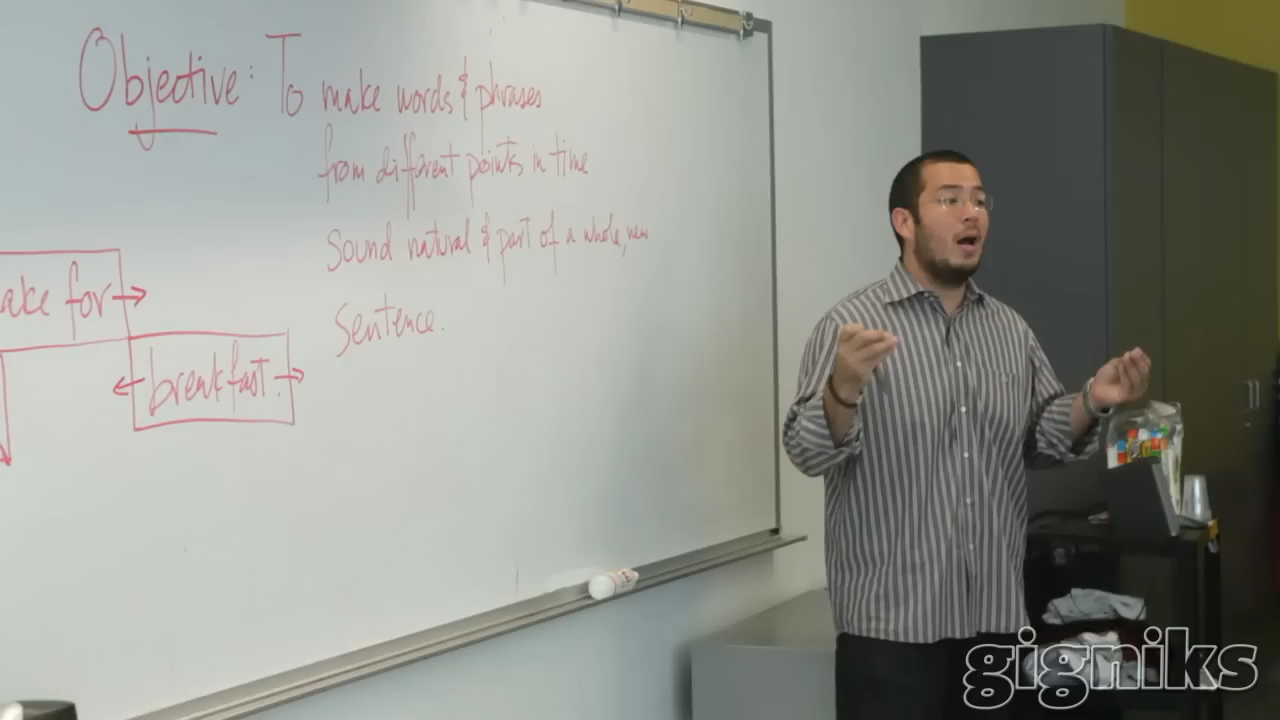 Objective: To make words & phrases
from different points in time
sound natural & part of a whole, new
sentence.
ake for
breakfast.
gigniks